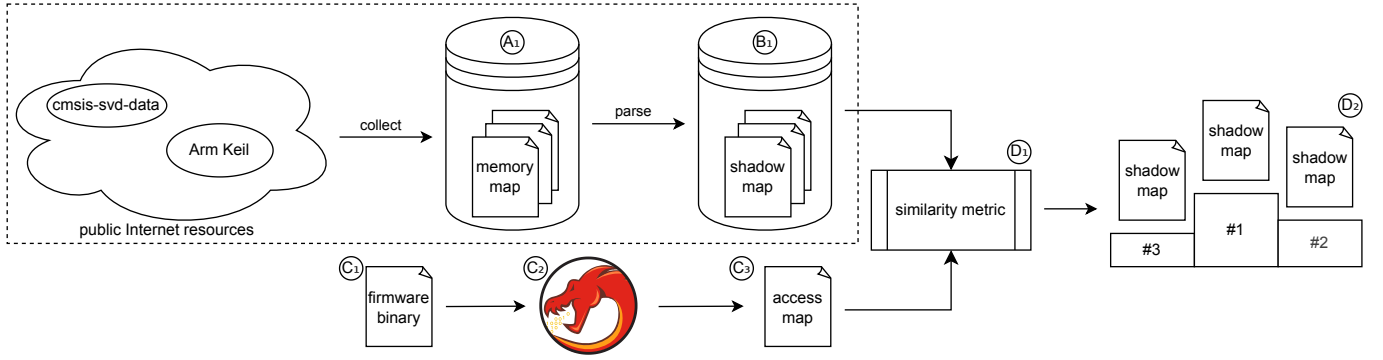 cmsis-svd-data
Arm Keil
public Internet resources
collect
A₁
memory
map
parse
B₁
shadow
map
C₁
firmware
binary
C₂
C₃
access
map
D₁
similarity metric
D₂
shadow
map
shadow
map
shadow
map
#3
#1
#2